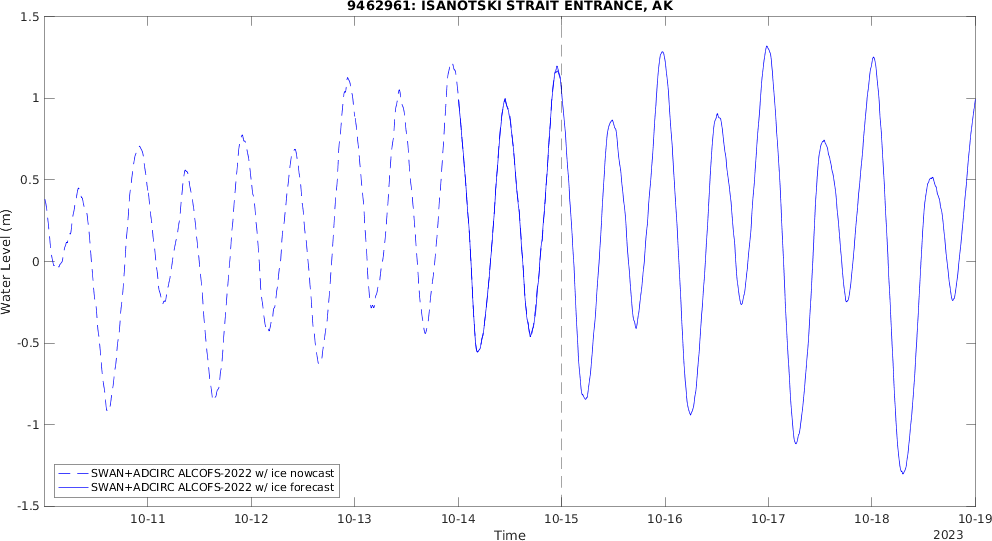 9462961: ISANOTSKI STRAIT ENTRANCE, AK
1.5
1
0.5
0
-0.5
-1
-1.5
Water Level (m)
SWAN+ADCIRC ALCOFS-2022 w/ ice nowcast
SWAN+ADCIRC ALCOFS-2022 w/ ice forecast
10-11 10-12 10-13 10-14 10-15 10-16 10-17 10-18 10-19
Time
2023